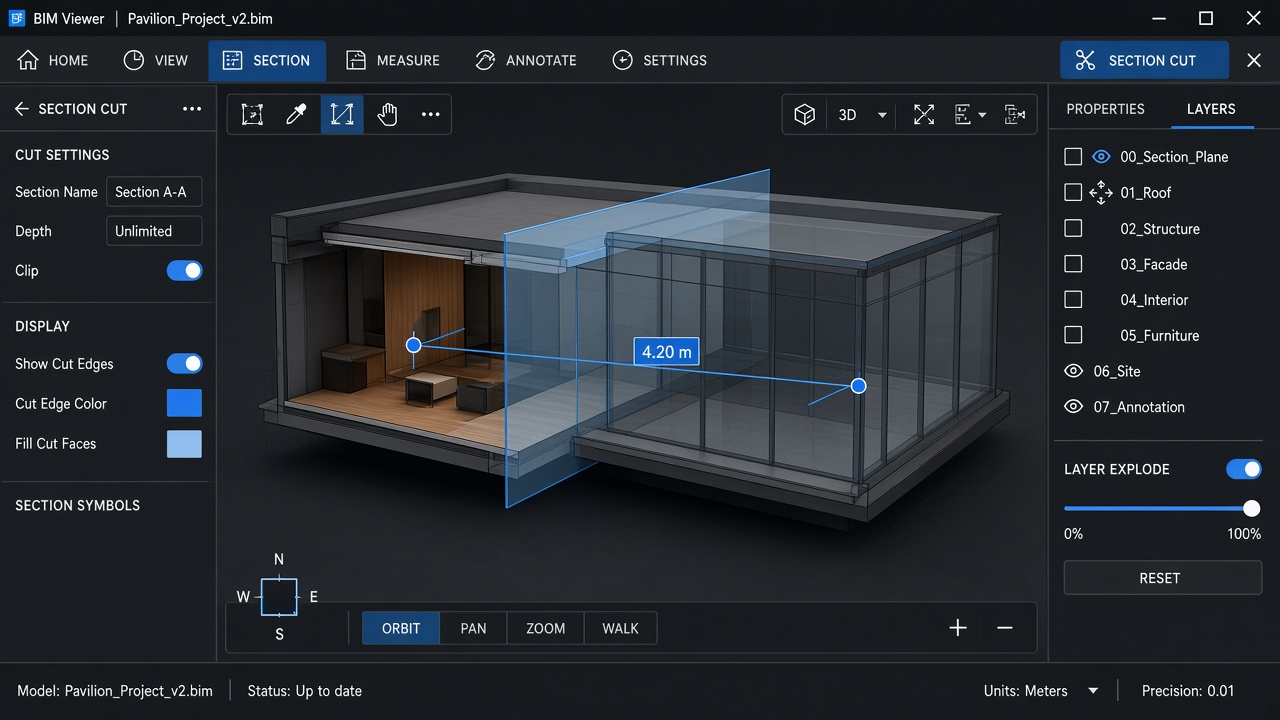 BIM Viewer | Pavilion_Project_v2.bim
HOME VIEW SECTION MEASURE ANNOTATE SETTINGS SECTION CUT
SECTION CUT
CUT SETTINGS
Section Name Section A-A
Depth Unlimited
Clip
DISPLAY
Show Cut Edges
Cut Edge Color
Fill Cut Faces
SECTION SYMBOLS
3D
4.20 m
N
W E
S
ORBIT PAN ZOOM WALK
PROPERTIES LAYERS
00_Section_Plane
01_Roof
02_Structure
03_Facade
04_Interior
05_Furniture
06_Site
07_Annotation
LAYER EXPLODE
0% 100%
RESET
Model: Pavilion_Project_v2.bim Status: Up to date Units: Meters Precision: 0.01